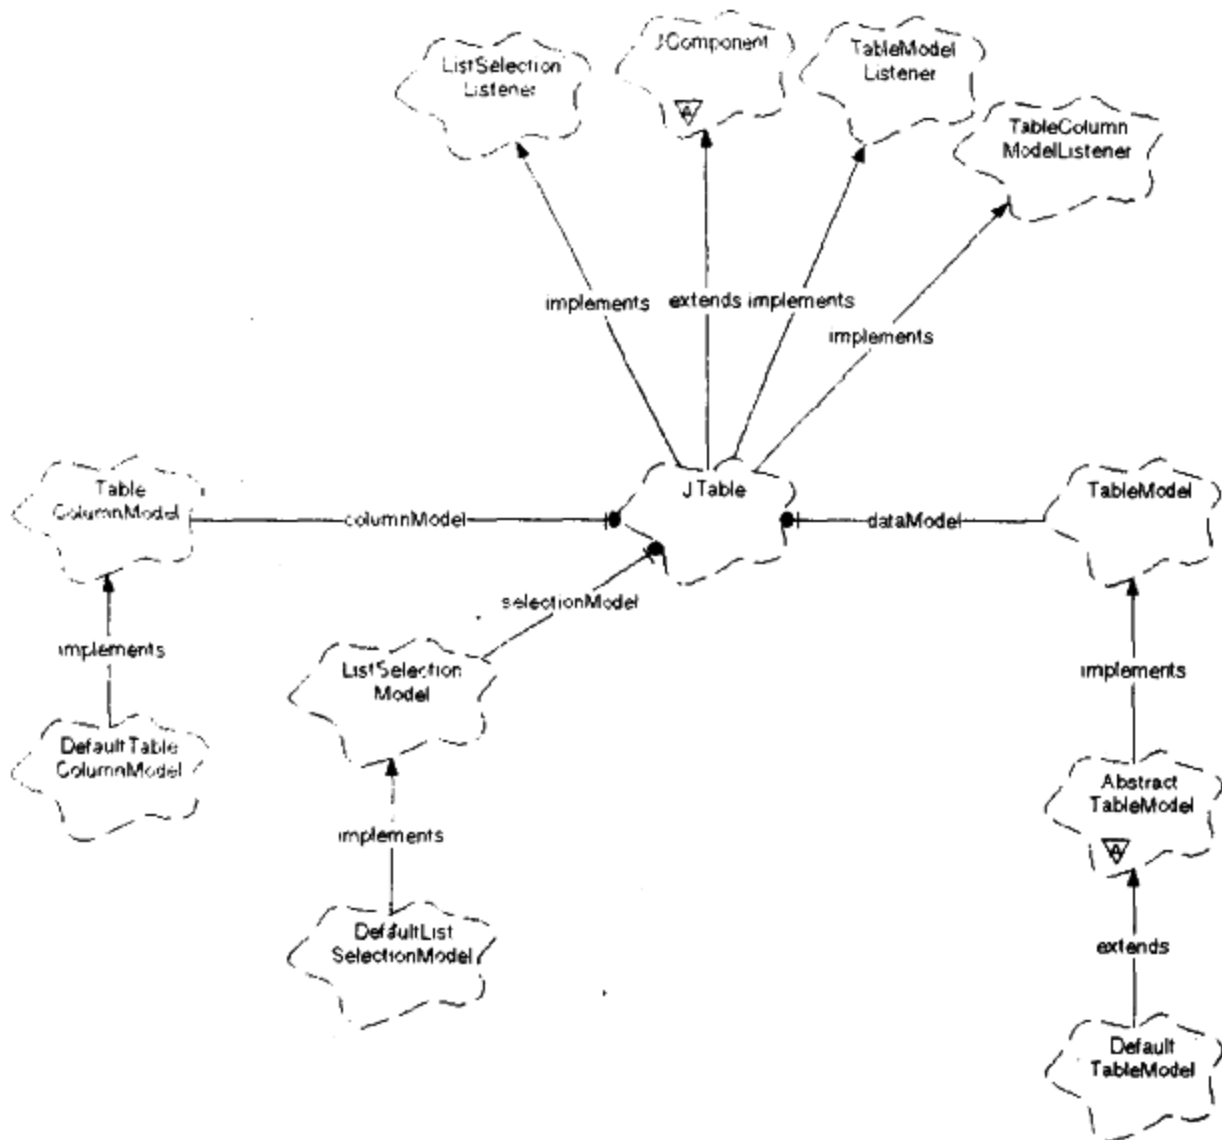 ListSelection
Listener
JComponent
A
TableModel
Listener
TableColumn
ModelListener
implements
extends
implements
implements
JTable
Table
ColumnModel
columnModel
dataModel
TableModel
selectionModel
implements
ListSelection
Model
implements
DefaultTable
ColumnModel
Abstract
TableModel
A
implements
DefaultList
SelectionModel
extends
Default
TableModel